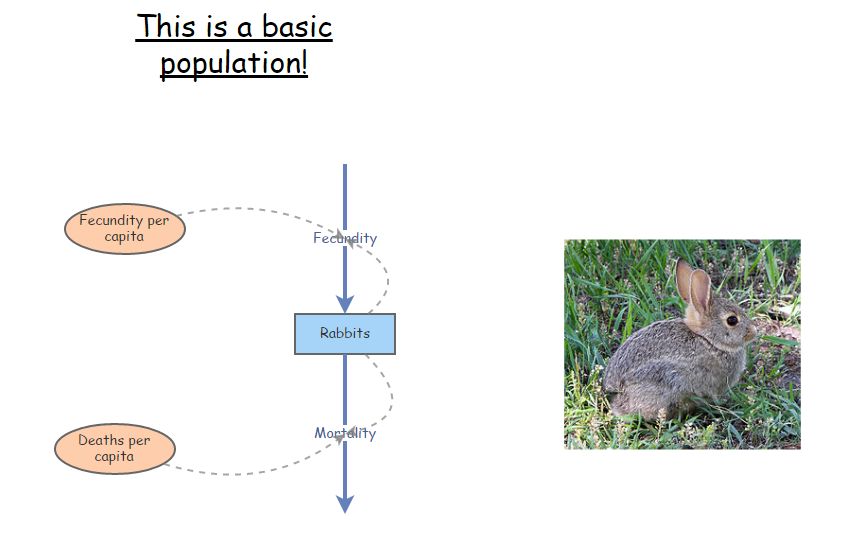 This is a basic
population!
Fecundity per
capita
Fecundity
Rabbits
Mortality
Deaths per
capita